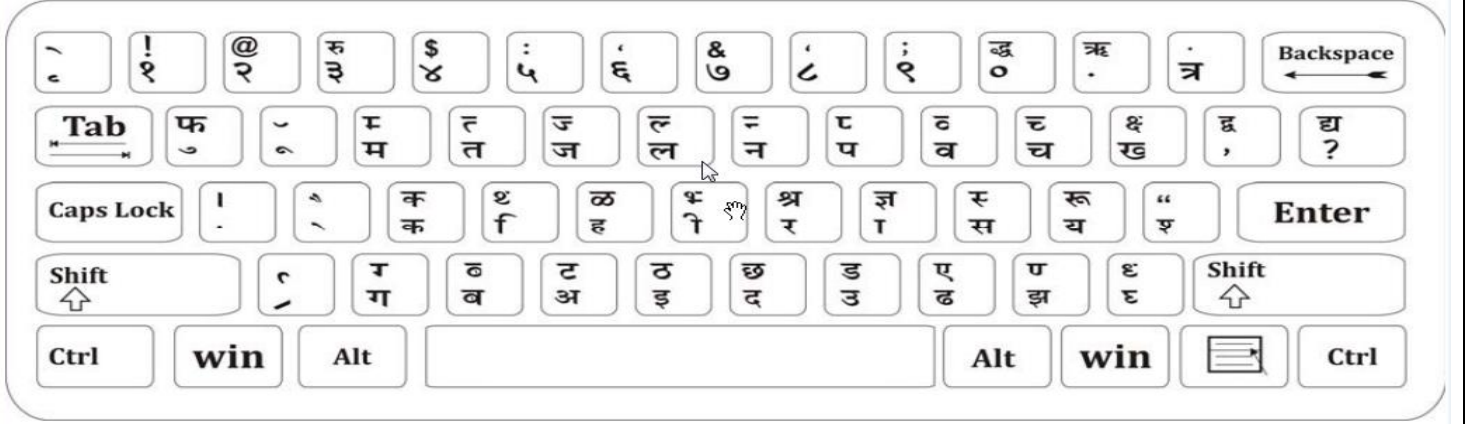 ! @ रु $ : ‘ & ‘ ; द्ध ऋ · Backspace
१ २ ३ ४ ५ ६ ७ ८ ९ ० . त्र
Tab फ म् त् ज् ल् न् प् व् च् क्ष द्व द्य
ु ू म त ज ल न प व च ख , ?
Caps Lock । ै क् थ् ळ भ् श्र ज्ञ स् रू “ Enter
. े क ि ह ी र ा स य श्
Shift ग् ब् ट ठ छ ड ए ण् ध् Shift
ग ब अ इ द उ ढ झ घ्
Ctrl win Alt Alt win Ctrl